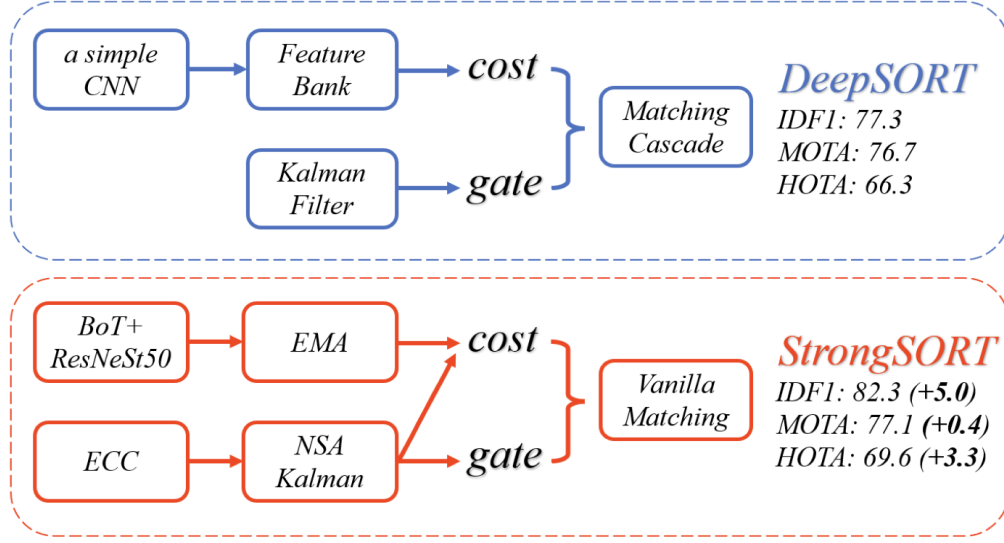 a simple
CNN
Feature
Bank
cost
Kalman
Filter
gate
Matching
Cascade
DeepSORT
IDF1: 77.3
MOTA: 76.7
HOTA: 66.3
BoT+
ResNeSt50
EMA
cost
ECC
NSA
Kalman
gate
Vanilla
Matching
StrongSORT
IDF1: 82.3 (+5.0)
MOTA: 77.1 (+0.4)
HOTA: 69.6 (+3.3)